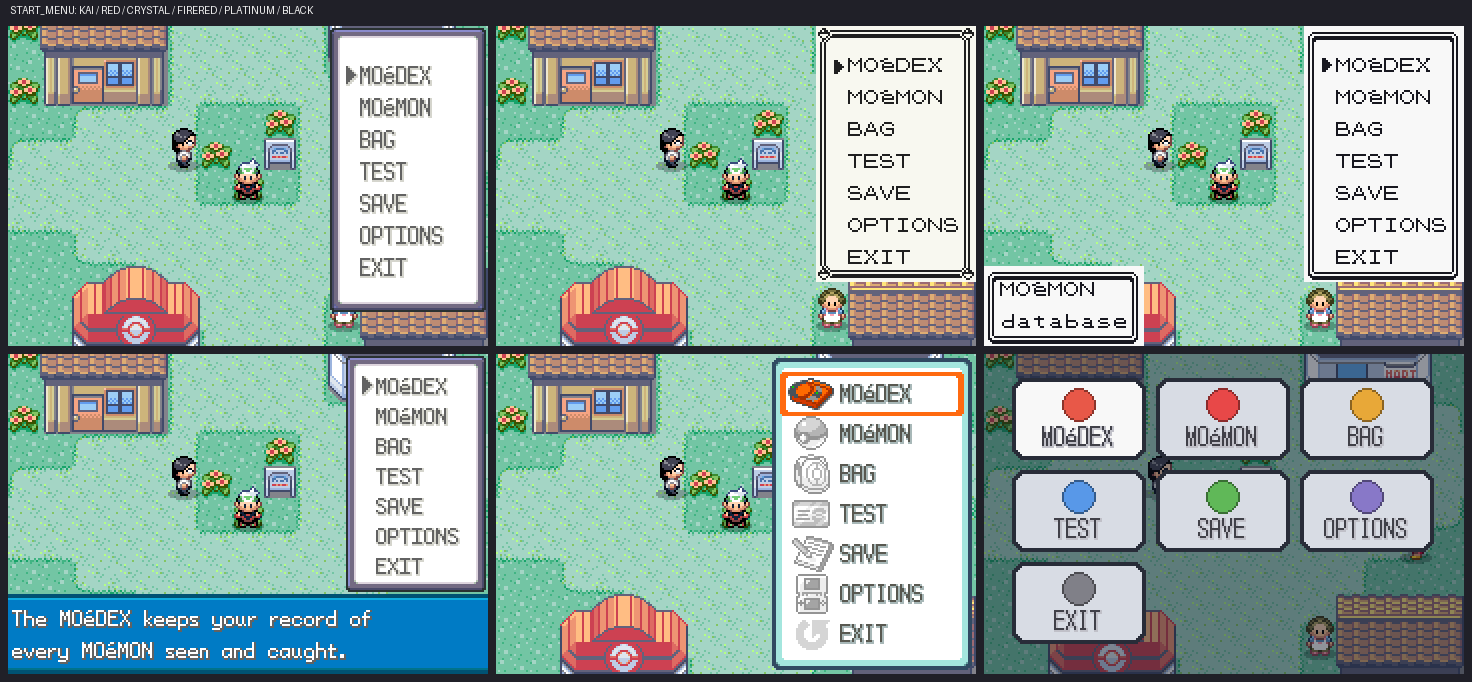 START_MENU: KAI / RED / CRYSTAL / FIRERED / PLATINUM / BLACK
MOéDEX
MOéMON
BAG
TEST
SAVE
OPTIONS
EXIT
MOéDEX
MOéMON
BAG
TEST
SAVE
OPTIONS
EXIT
MOéDEX
MOéMON
BAG
TEST
SAVE
OPTIONS
EXIT
MOéMON
database
MOéDEX
MOéMON
BAG
TEST
SAVE
OPTIONS
EXIT
The MOéDEX keeps your record of
every MOéMON seen and caught.
MOéDEX
MOéMON
BAG
TEST
SAVE
OPTIONS
EXIT
MART
MOéDEX MOéMON BAG
TEST SAVE OPTIONS
EXIT